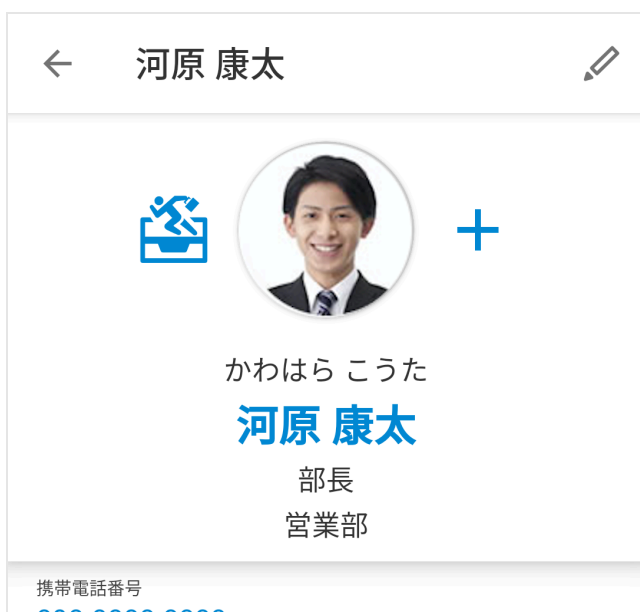 河原 康太
かわはら こうた
河原 康太
部長
営業部
携帯電話番号